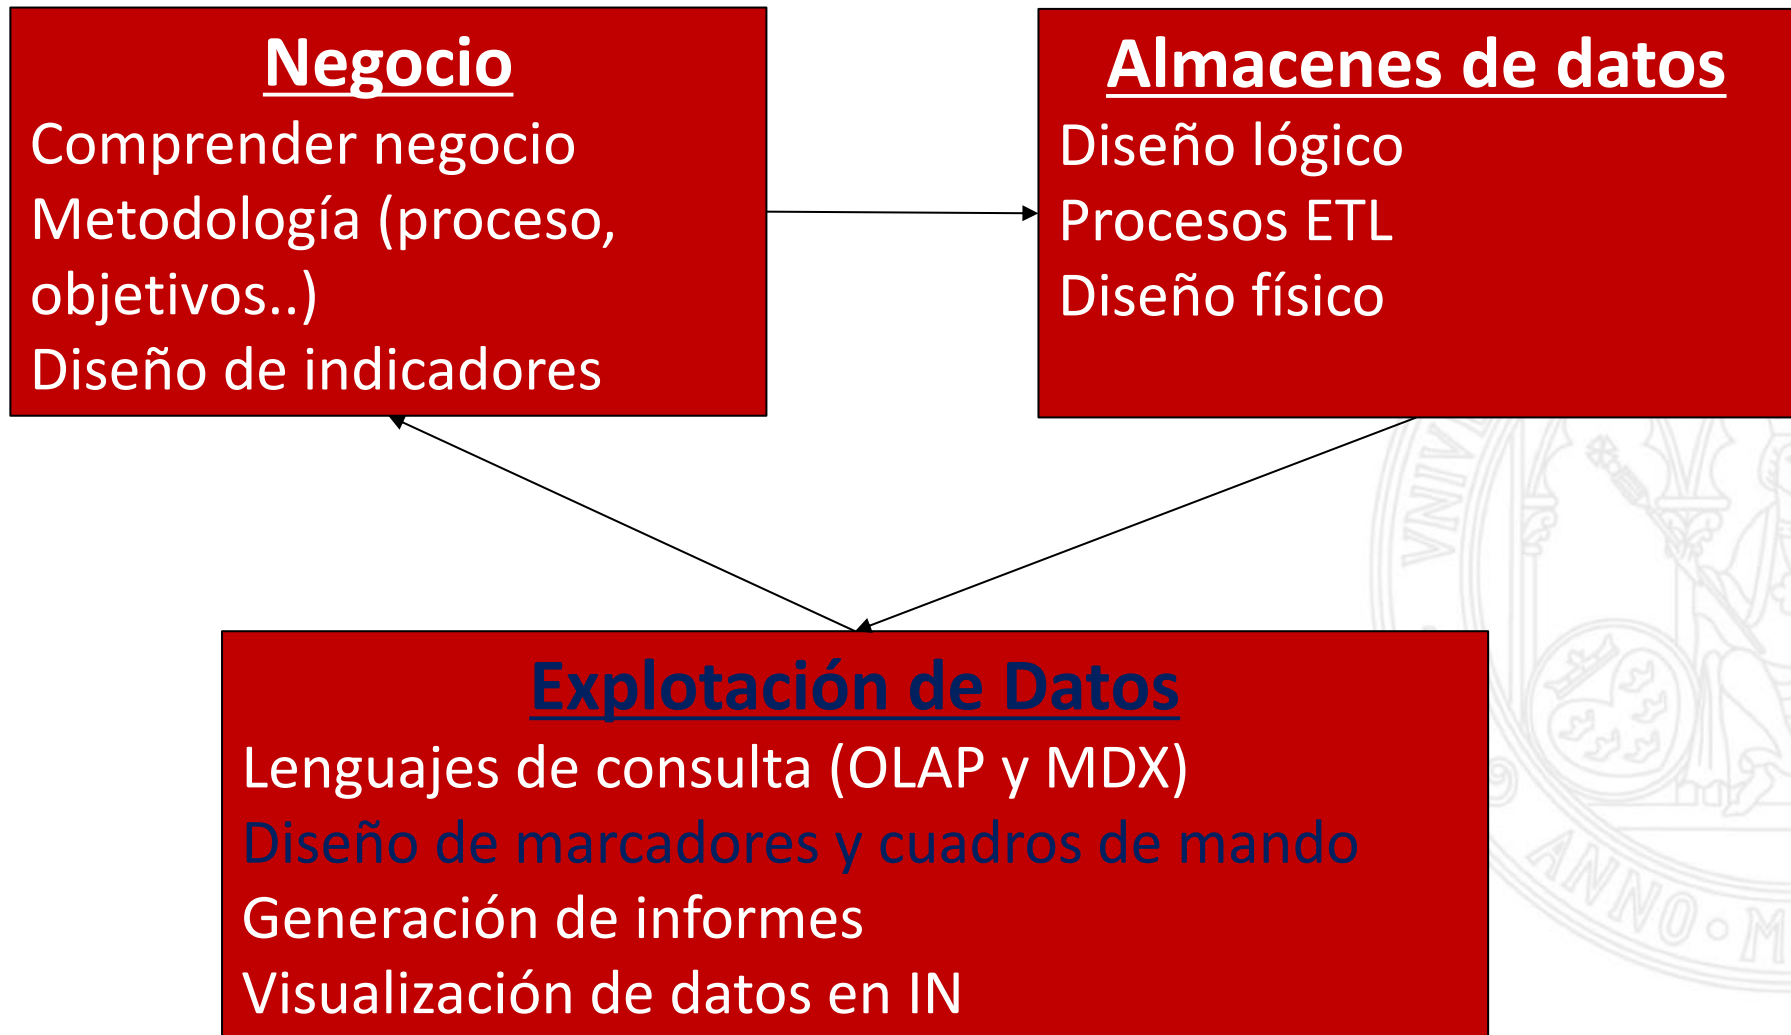 Negocio
Comprender negocio
Metodología (proceso,
objetivos..)
Diseño de indicadores
Almacenes de datos
Diseño lógico
Procesos ETL
Diseño físico
Explotación de Datos
Lenguajes de consulta (OLAP y MDX)
Diseño de marcadores y cuadros de mando
Generación de informes
Visualización de datos en IN
ANNO • M